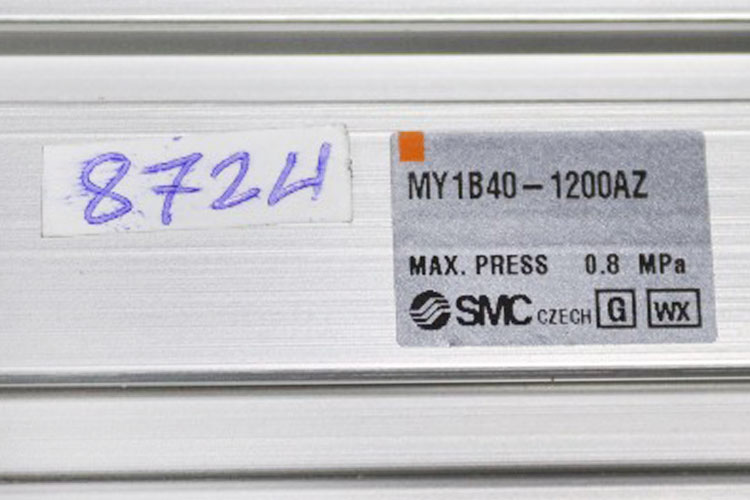 8724
MY1B40-1200AZ
MAX. PRESS 0.8 MPa
SMC CZECH G WX